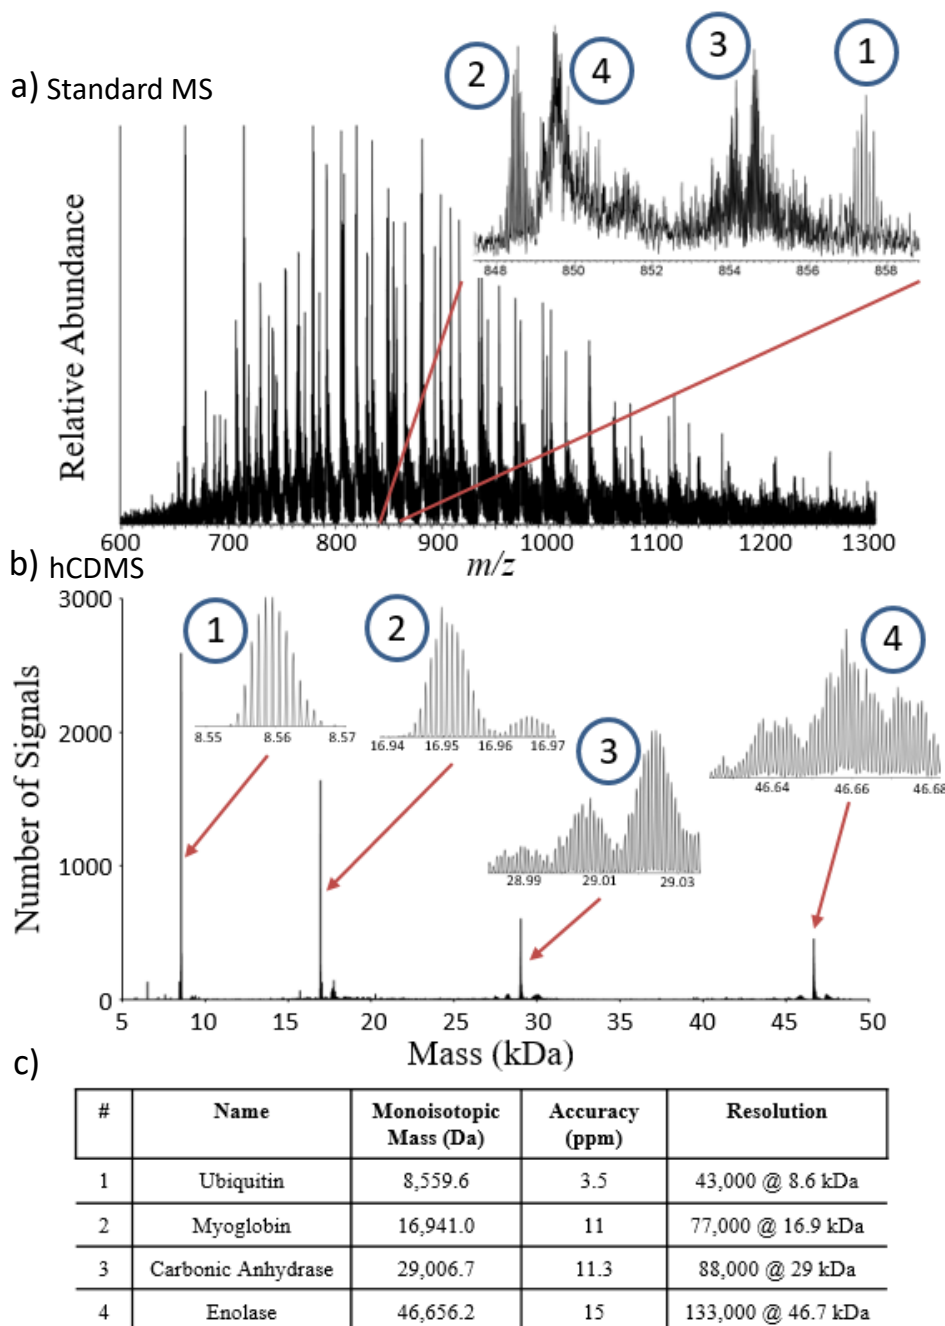 a) Standard MS
2
4
3
1
848 850 852 854 856 858
Relative Abundance
600 700 800 900 1000 1100 1200 1300
m/z
b) hCDMS
3000
2000
1000
0
Number of Signals
1
8.55 8.56 8.57
2
16.94 16.95 16.96 16.97
3
28.99 29.01 29.03
4
46.64 46.66 46.68
5 10 15 20 25 30 35 40 45 50
Mass (kDa)
c)
# Name Monoisotopic Mass (Da) Accuracy (ppm) Resolution
1 Ubiquitin 8,559.6 3.5 43,000 @ 8.6 kDa
2 Myoglobin 16,941.0 11 77,000 @ 16.9 kDa
3 Carbonic Anhydrase 29,006.7 11.3 88,000 @ 29 kDa
4 Enolase 46,656.2 15 133,000 @ 46.7 kDa